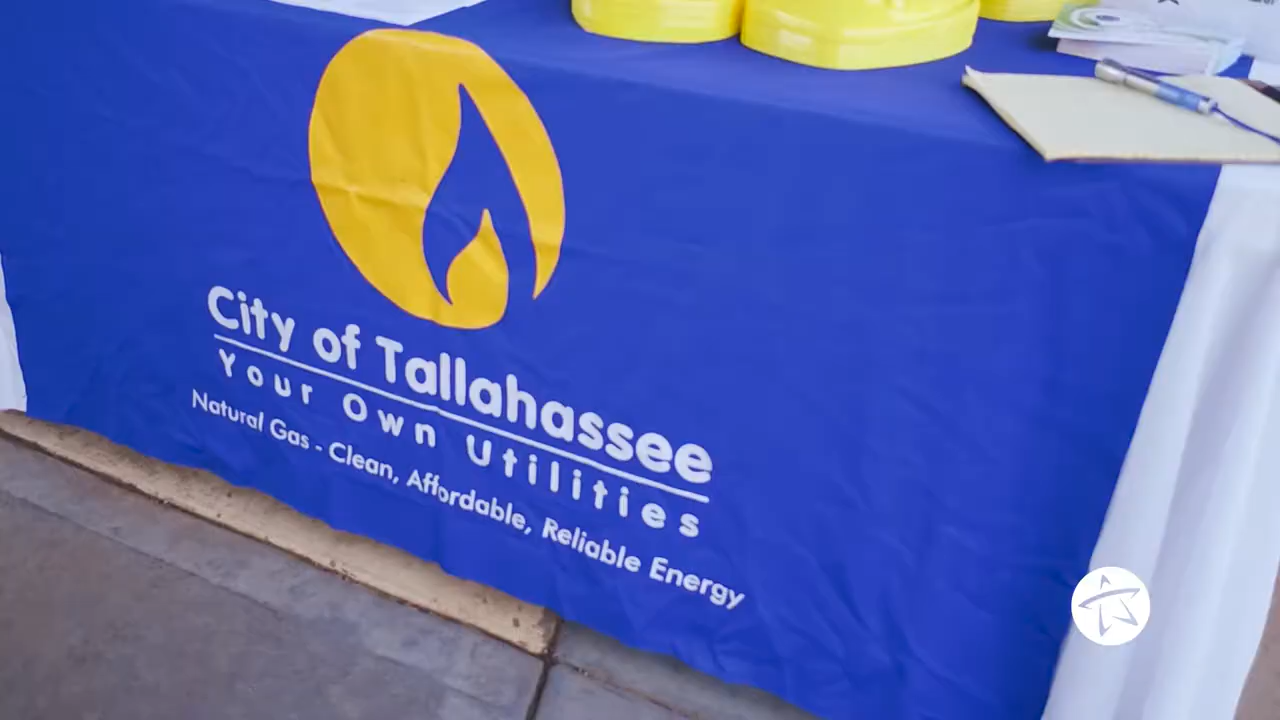 City of Tallahassee
Your Own Utilities
Natural Gas - Clean, Affordable, Reliable Energy